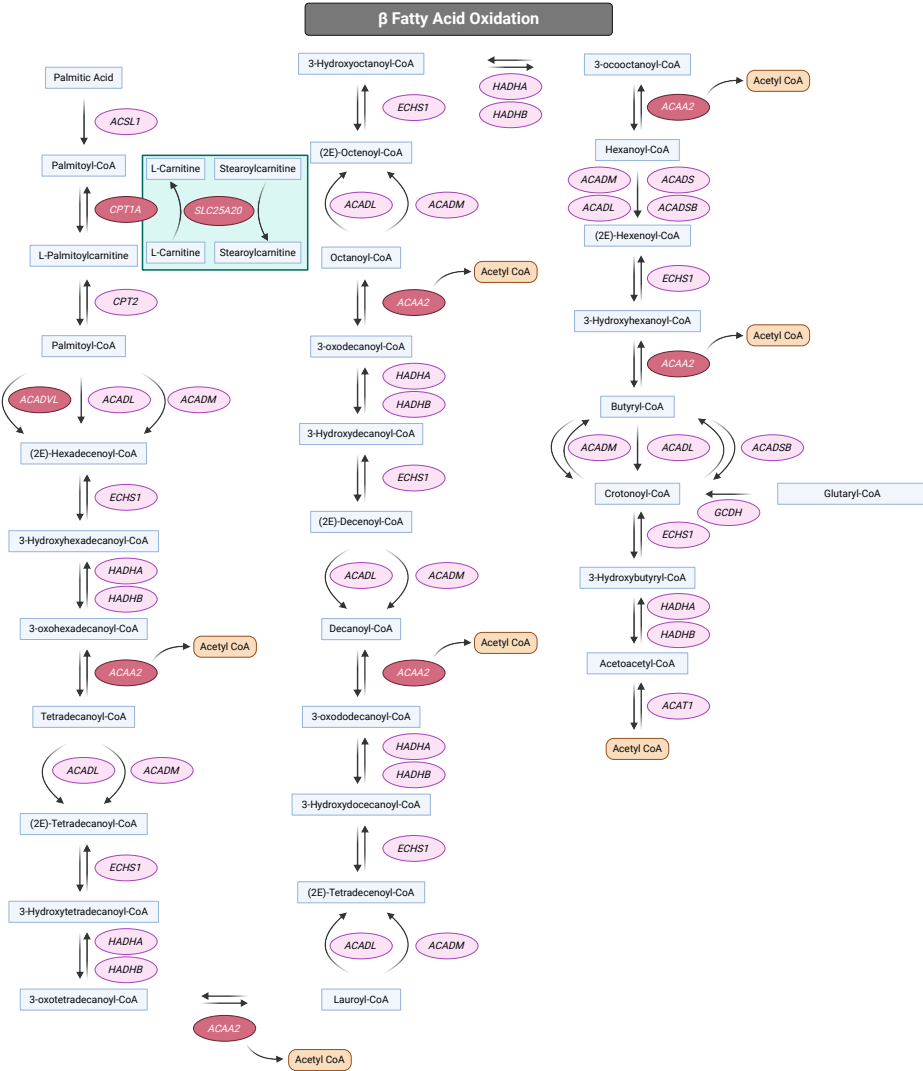 β Fatty Acid Oxidation
Palmitic Acid
ACSL1
Palmitoyl-CoA
CPT1A
L-Carnitine
Stearoylcarnitine
SLC25A20
L-Carnitine
Stearoylcarnitine
L-Palmitoylcarnitine
CPT2
Palmitoyl-CoA
ACADVL
ACADL
ACADM
(2E)-Hexadecenoyl-CoA
ECHS1
3-Hydroxyhexadecanoyl-CoA
HADHA
HADHB
3-oxohexadecanoyl-CoA
ACAA2
Acetyl CoA
Tetradecanoyl-CoA
ACADL
ACADM
(2E)-Tetradecanoyl-CoA
ECHS1
3-Hydroxytetradecanoyl-CoA
HADHA
HADHB
3-oxotetradecanoyl-CoA
ACAA2
Acetyl CoA
3-Hydroxyoctanoyl-CoA
HADHA
HADHB
ECHS1
(2E)-Octenoyl-CoA
ACADL
ACADM
Octanoyl-CoA
ACAA2
Acetyl CoA
3-oxodecanoyl-CoA
HADHA
HADHB
3-Hydroxydecanoyl-CoA
ECHS1
(2E)-Decenoyl-CoA
ACADL
ACADM
Decanoyl-CoA
ACAA2
Acetyl CoA
3-oxododecanoyl-CoA
HADHA
HADHB
3-Hydroxydocecanoyl-CoA
ECHS1
(2E)-Tetradecenoyl-CoA
ACADL
ACADM
Lauroyl-CoA
3-ocooctanoyl-CoA
ACAA2
Acetyl CoA
Hexanoyl-CoA
ACADM
ACADS
ACADL
ACADSB
(2E)-Hexenoyl-CoA
ECHS1
3-Hydroxyhexanoyl-CoA
ACAA2
Acetyl CoA
Butyryl-CoA
ACADM
ACADL
ACADSB
Crotonoyl-CoA
Glutaryl-CoA
GCDH
ECHS1
3-Hydroxybutyryl-CoA
HADHA
HADHB
Acetoacetyl-CoA
ACAT1
Acetyl CoA